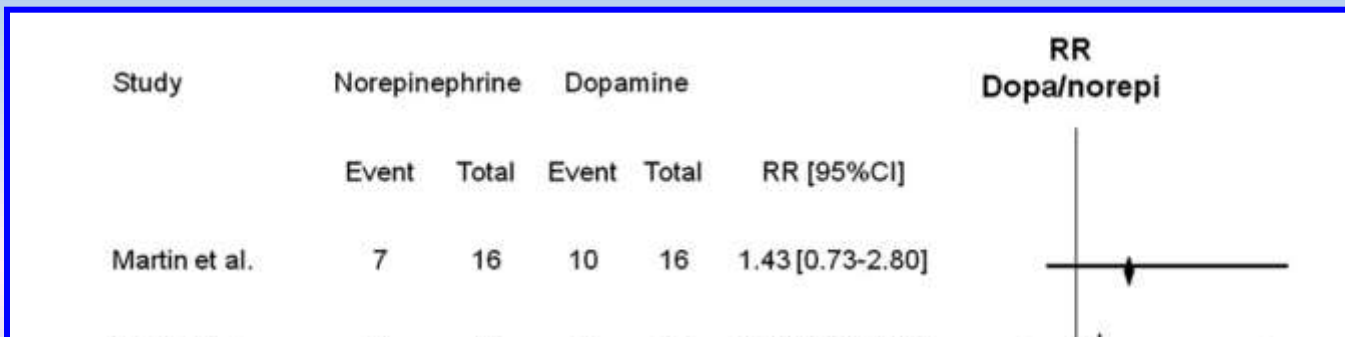 RR
Study Norepinephrine Dopamine Dopa/norepi
Event Total Event Total RR [95%CI]
Martin et al. 7 16 10 16 1.43 [0.73-2.80]